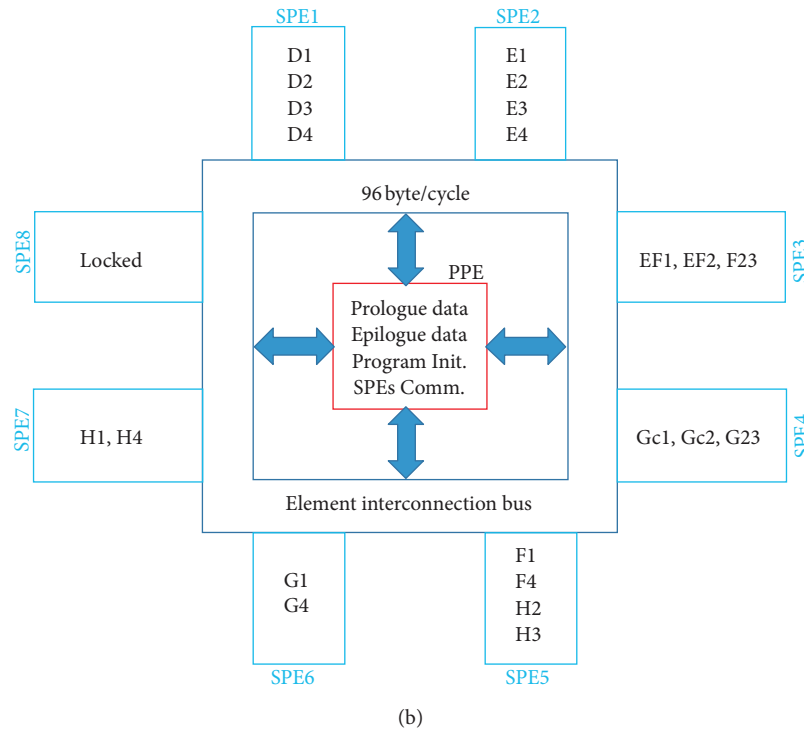 SPE1
D1
D2
D3
D4
SPE2
E1
E2
E3
E4
96 byte/cycle
SPE8
Locked
SPE3
EF1, EF2, F23
PPE
Prologue data
Epilogue data
Program Init.
SPEs Comm.
SPE7
H1, H4
SPE4
Gc1, Gc2, G23
Element interconnection bus
G1
G4
SPE6
F1
F4
H2
H3
SPE5
(b)